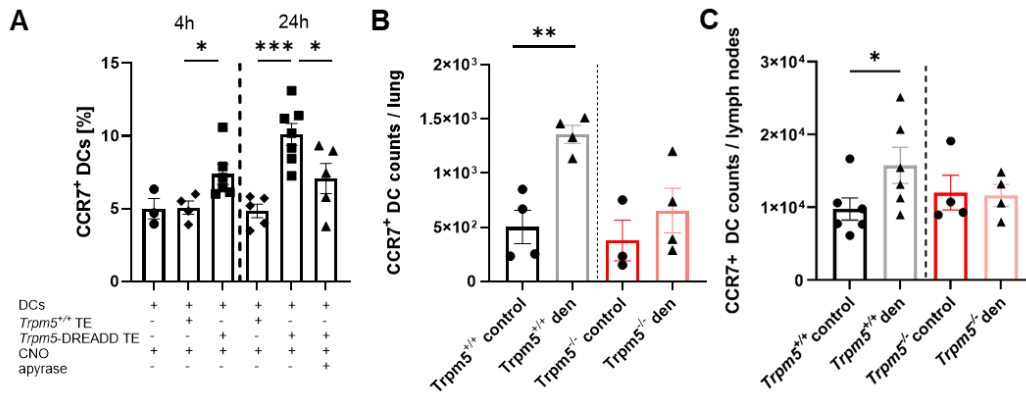 A
4h
24h
*
***
*
CCR7⁺ DCs [%]
15
10
5
0
DCs + + + + + +
Trpm5⁺/⁺ TE - + - + - -
Trpm5-DREADD TE - - + - + +
CNO + + + + + +
apyrase - - - - - +
B
**
CCR7⁺ DC counts / lung
2×10³
1.5×10³
1×10³
5×10²
0
Trpm5⁺/⁺ control
Trpm5⁺/⁺ den
Trpm5⁻/⁻ control
Trpm5⁻/⁻ den
C
*
CCR7+ DC counts / lymph nodes
3×10⁴
2×10⁴
1×10⁴
0
Trpm5⁺/⁺ control
Trpm5⁺/⁺ den
Trpm5⁻/⁻ control
Trpm5⁻/⁻ den